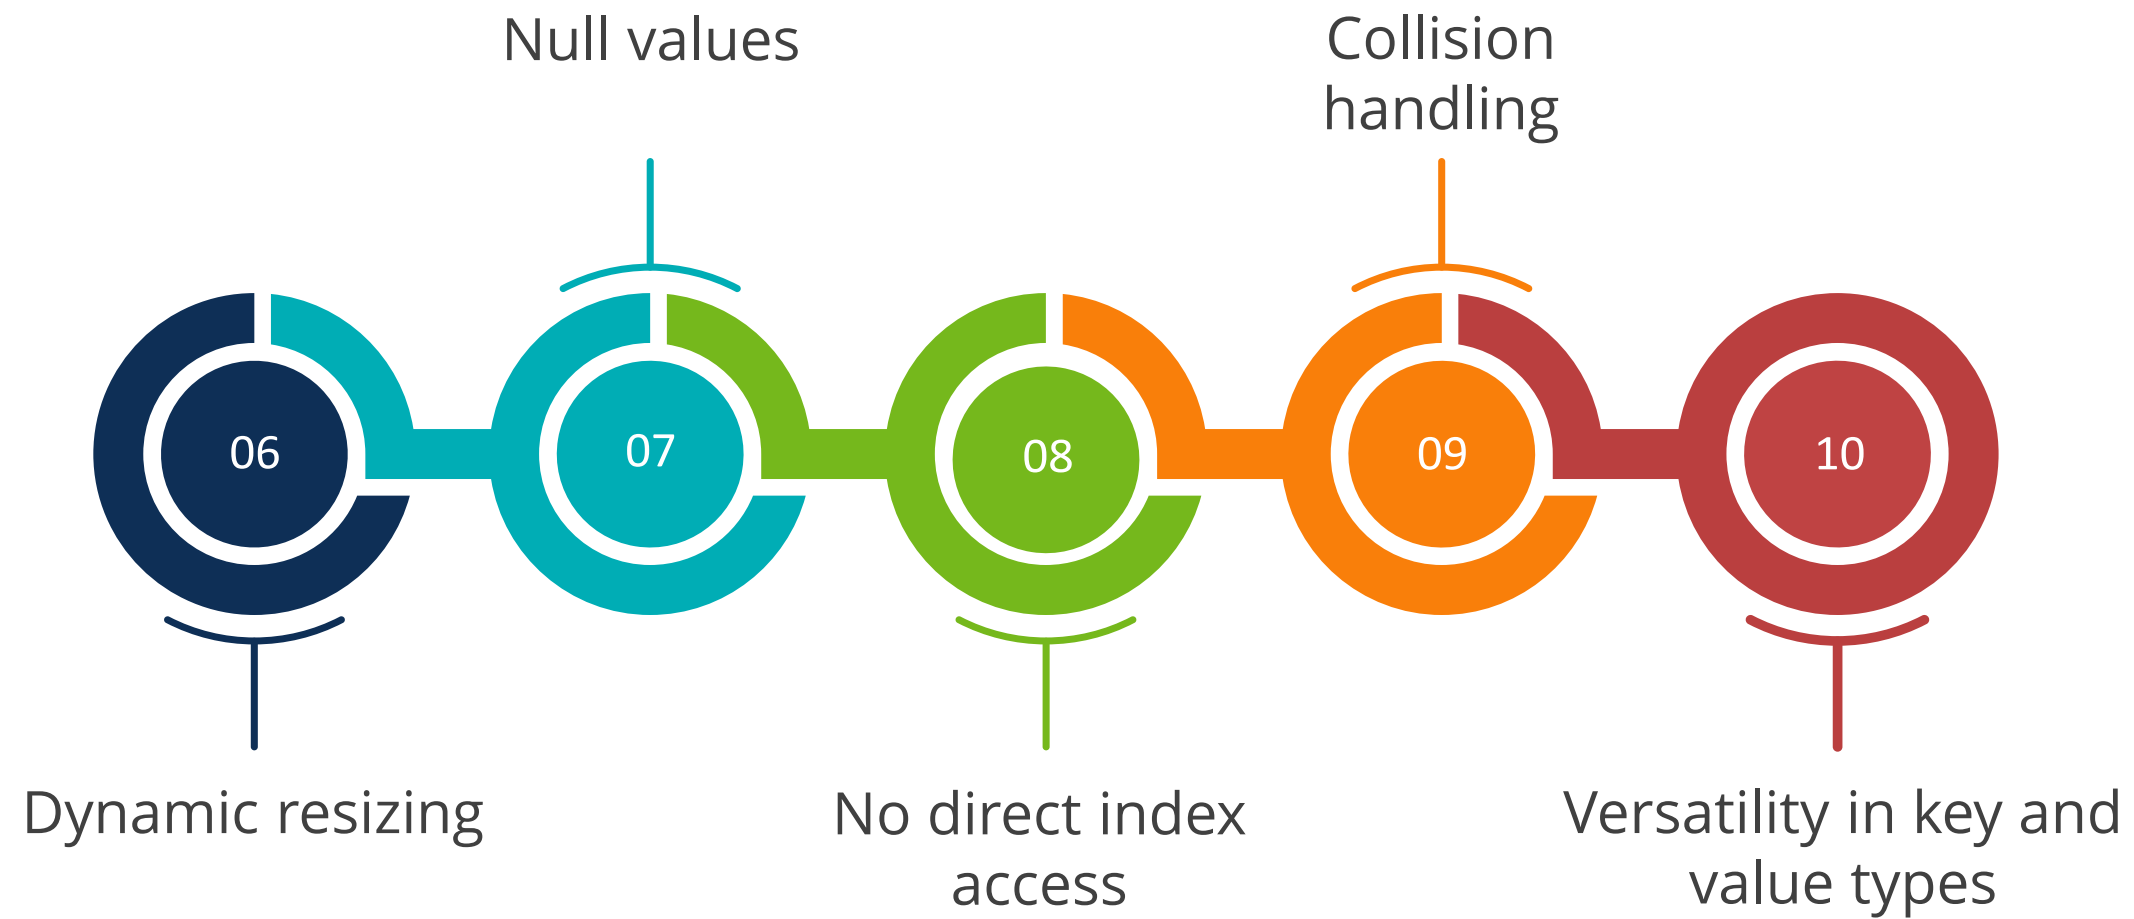 Null values
Collision
handling
06
07
08
09
10
Dynamic resizing
No direct index
access
Versatility in key and
value types